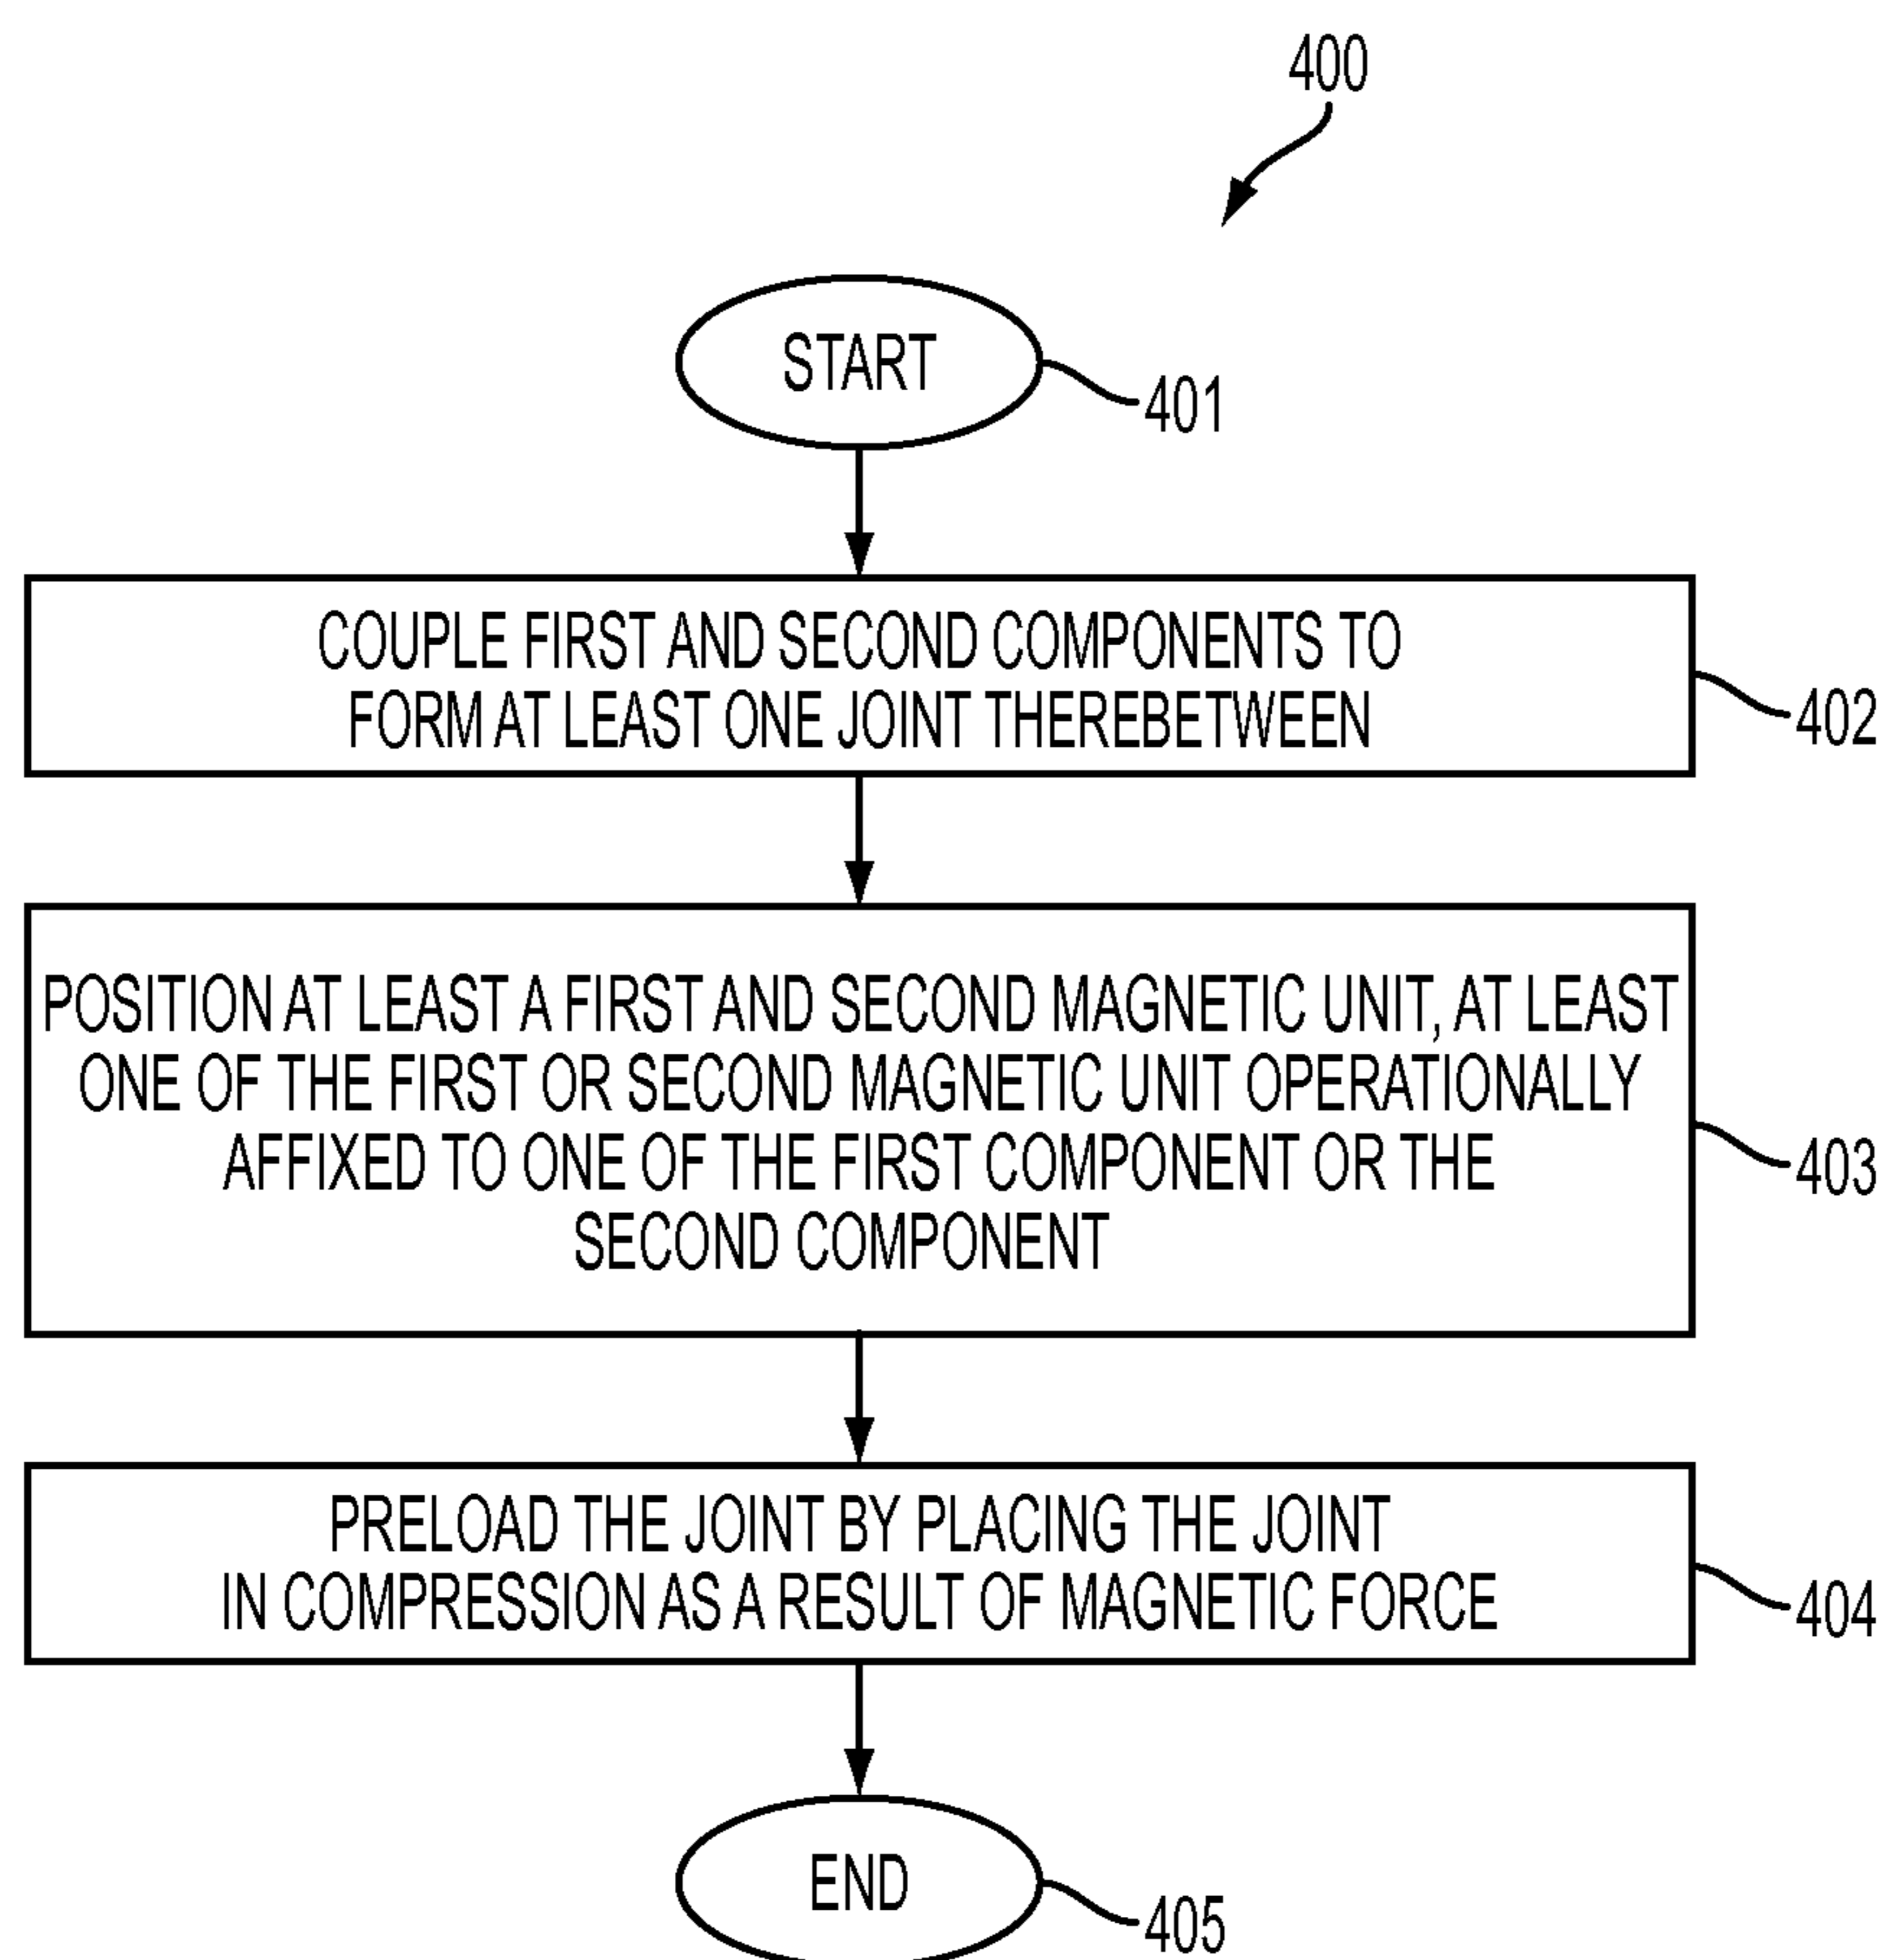 400
START
401
COUPLE FIRST AND SECOND COMPONENTS TO
FORM AT LEAST ONE JOINT THEREBETWEEN
402
POSITION AT LEAST A FIRST AND SECOND MAGNETIC UNIT, AT LEAST
ONE OF THE FIRST OR SECOND MAGNETIC UNIT OPERATIONALLY
AFFIXED TO ONE OF THE FIRST COMPONENT OR THE
SECOND COMPONENT
403
PRELOAD THE JOINT BY PLACING THE JOINT
IN COMPRESSION AS A RESULT OF MAGNETIC FORCE
404
END
405